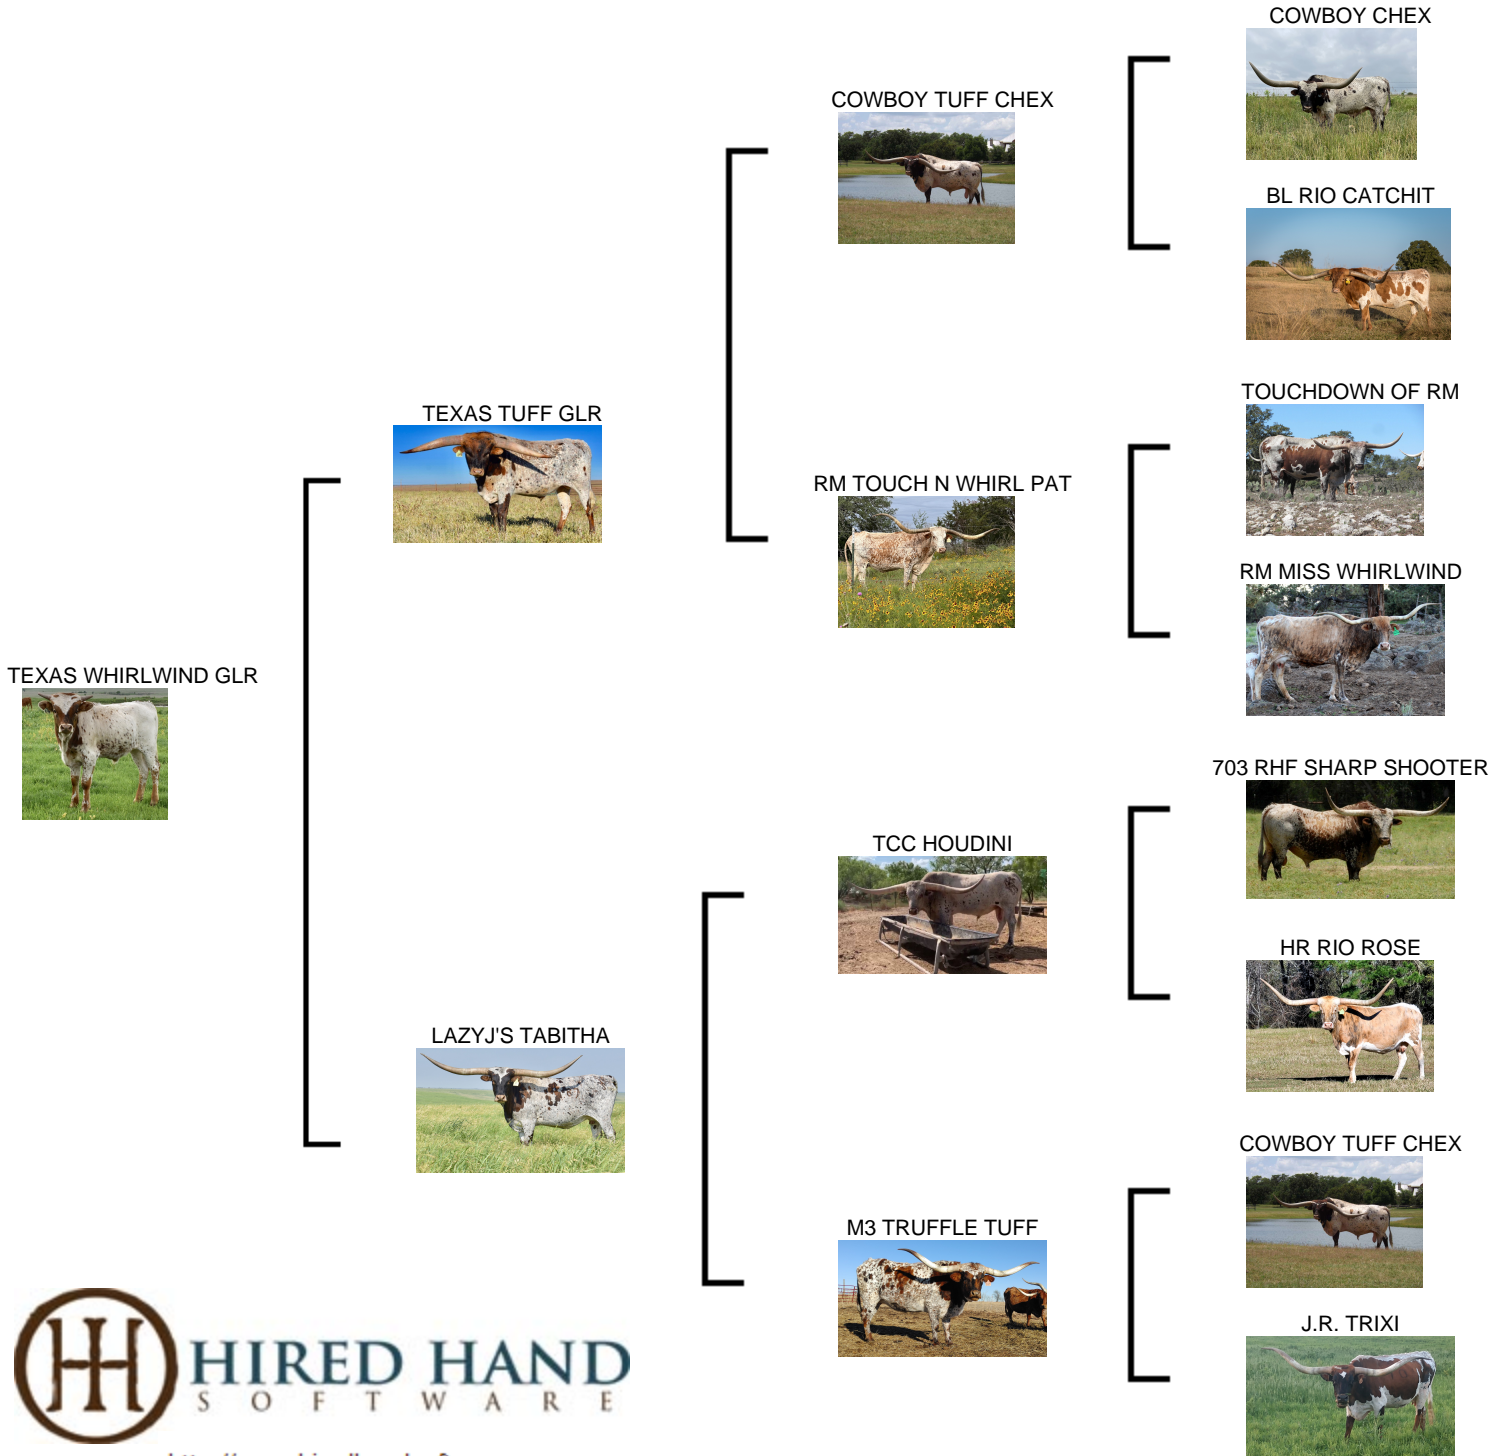 COWBOY CHEX
COWBOY TUFF CHEX
BL RIO CATCHIT
TEXAS TUFF GLR
TOUCHDOWN OF RM
RM TOUCH N WHIRL PAT
RM MISS WHIRLWIND
TEXAS WHIRLWIND GLR
703 RHF SHARP SHOOTER
TCC HOUDINI
HR RIO ROSE
LAZYJ'S TABITHA
COWBOY TUFF CHEX
M3 TRUFFLE TUFF
J.R. TRIXI
HIRED HAND
SOFTWARE